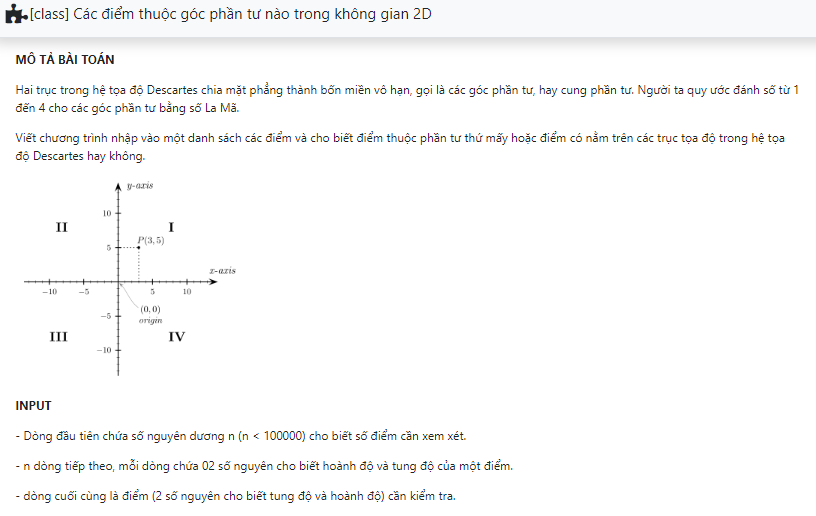 [class] Các điểm thuộc góc phần tư nào trong không gian 2D
MÔ TẢ BÀI TOÁN
Hai trục trong hệ tọa độ Descartes chia mặt phẳng thành bốn miền vô hạn, gọi là các góc phần tư, hay cung phần tư. Người ta quy ước đánh số từ 1
đến 4 cho các góc phần tư bằng số La Mã.
Viết chương trình nhập vào một danh sách các điểm và cho biết điểm thuộc phần tư thứ mấy hoặc điểm có nằm trên các trục tọa độ trong hệ tọa
độ Descartes hay không.
y-axis
10
II
I
P(3,5)
5
x-axis
−10
−5
5
10
(0,0)
−5
origin
III
IV
−10
INPUT
- Dòng đầu tiên chứa số nguyên dương n (n < 100000) cho biết số điểm cần xem xét.
- n dòng tiếp theo, mỗi dòng chứa 02 số nguyên cho biết hoành độ và tung độ của một điểm.
- dòng cuối cùng là điểm (2 số nguyên cho biết tung độ và hoành độ) cần kiểm tra.